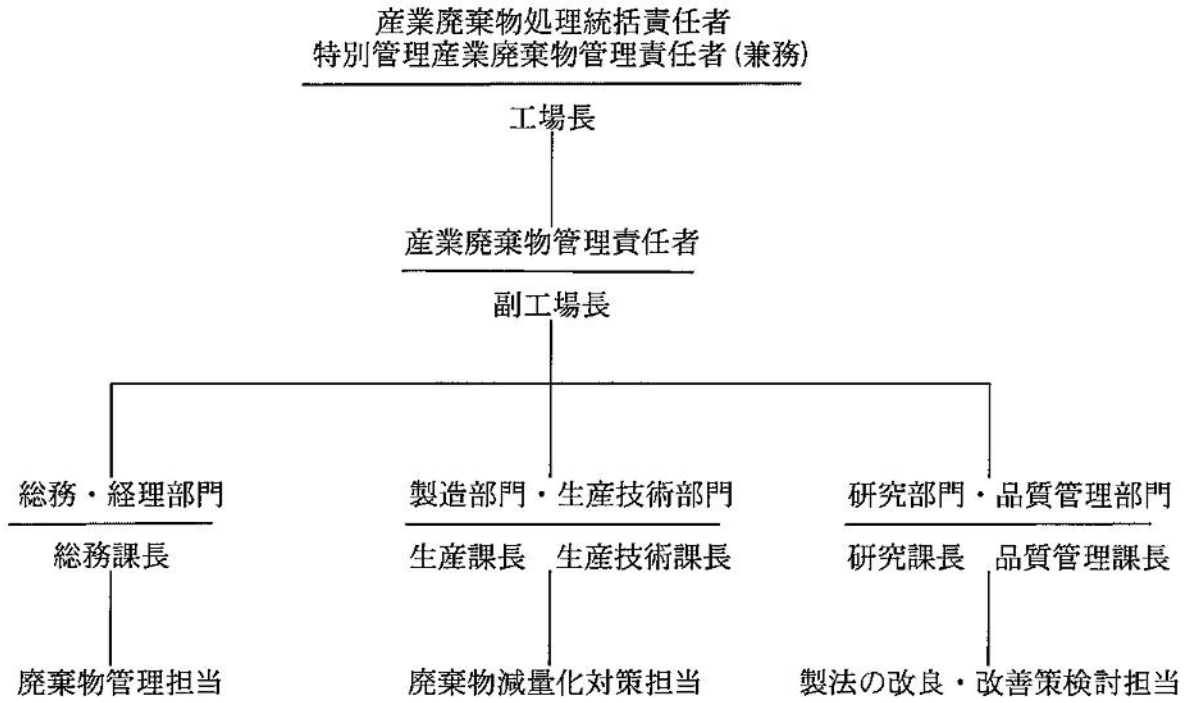 産業廃棄物処理統括責任者
特別管理産業廃棄物管理責任者(兼務)
工場長
産業廃棄物管理責任者
副工場長
総務・経理部門
製造部門・生産技術部門
研究部門・品質管理部門
総務課長
生産課長 生産技術課長
研究課長 品質管理課長
廃棄物管理担当
廃棄物減量化対策担当
製法の改良・改善策検討担当